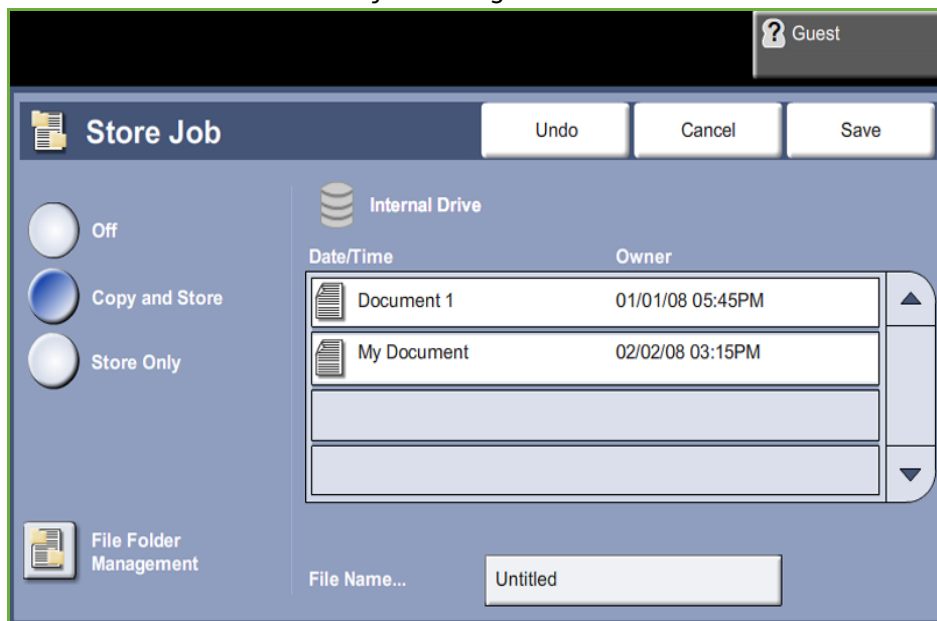 ? Guest
Store Job
Undo
Cancel
Save
Internal Drive
Off
Date/Time Owner
Copy and Store
Document 1 01/01/08 05:45PM
Store Only
My Document 02/02/08 03:15PM
File Folder
Management
File Name... Untitled